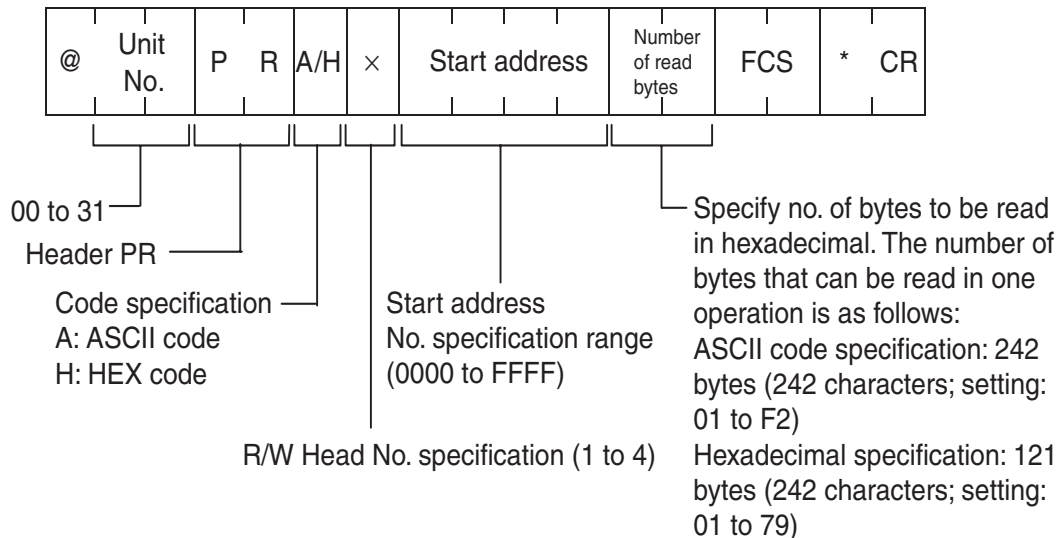 @ Unit No. P R A/H × Start address Number of read bytes FCS * CR
00 to 31
Header PR
Code specification
A: ASCII code
H: HEX code
Start address
No. specification range
(0000 to FFFF)
R/W Head No. specification (1 to 4)
Specify no. of bytes to be read
in hexadecimal. The number of
bytes that can be read in one
operation is as follows:
ASCII code specification: 242
bytes (242 characters; setting:
01 to F2)
Hexadecimal specification: 121
bytes (242 characters; setting:
01 to 79)